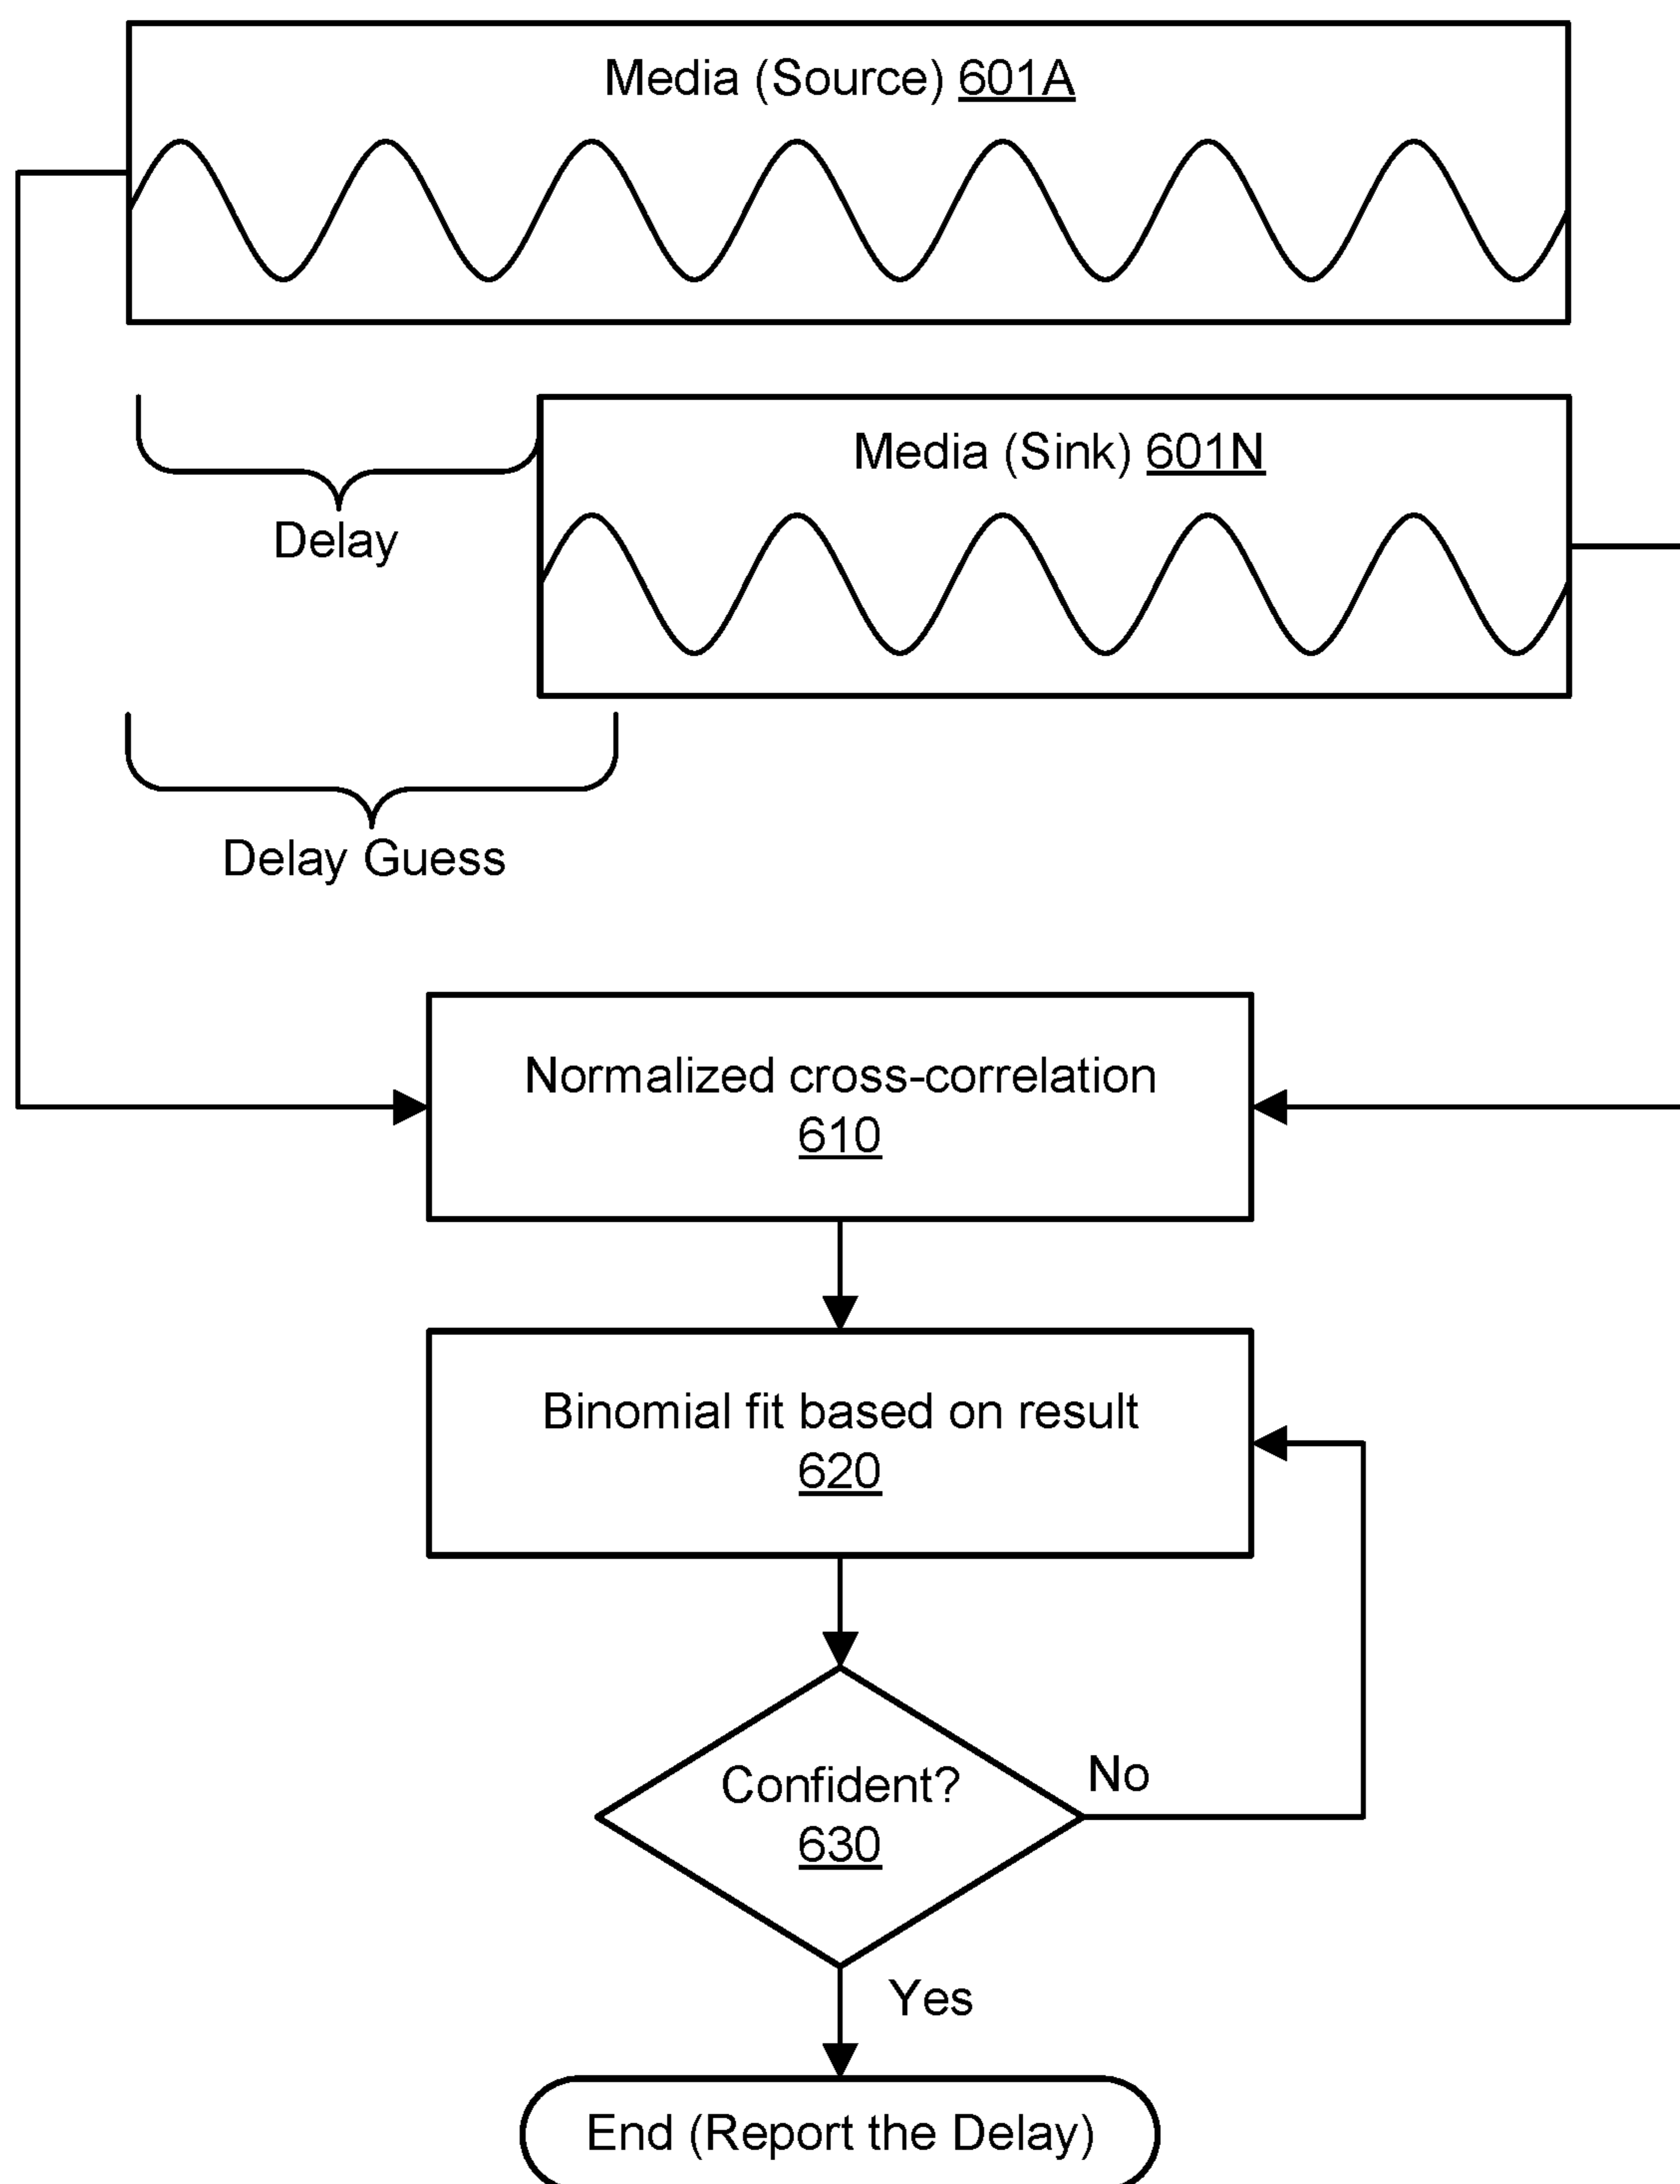 Media (Source) 601A
Media (Sink) 601N
Delay
Delay Guess
Normalized cross-correlation
610
Binomial fit based on result
620
Confident?
630
No
Yes
End (Report the Delay)